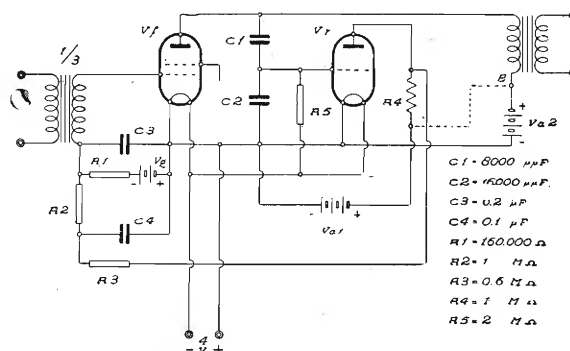 1/3
Vf
C1
Vr
C2
R5
R4
B
+
Va2
-
C3
R1
Vg
- +
R2
C4
- +
Va1
R3
4
- V +
C1 = 8000 µµF
C2 = 16000 µµF.
C3 = 0.2 µF
C4 = 0.1 µF
R1 = 160.000 Ω
R2 = 1 MΩ
R3 = 0.6 MΩ
R4 = 1 MΩ
R5 = 2 MΩ